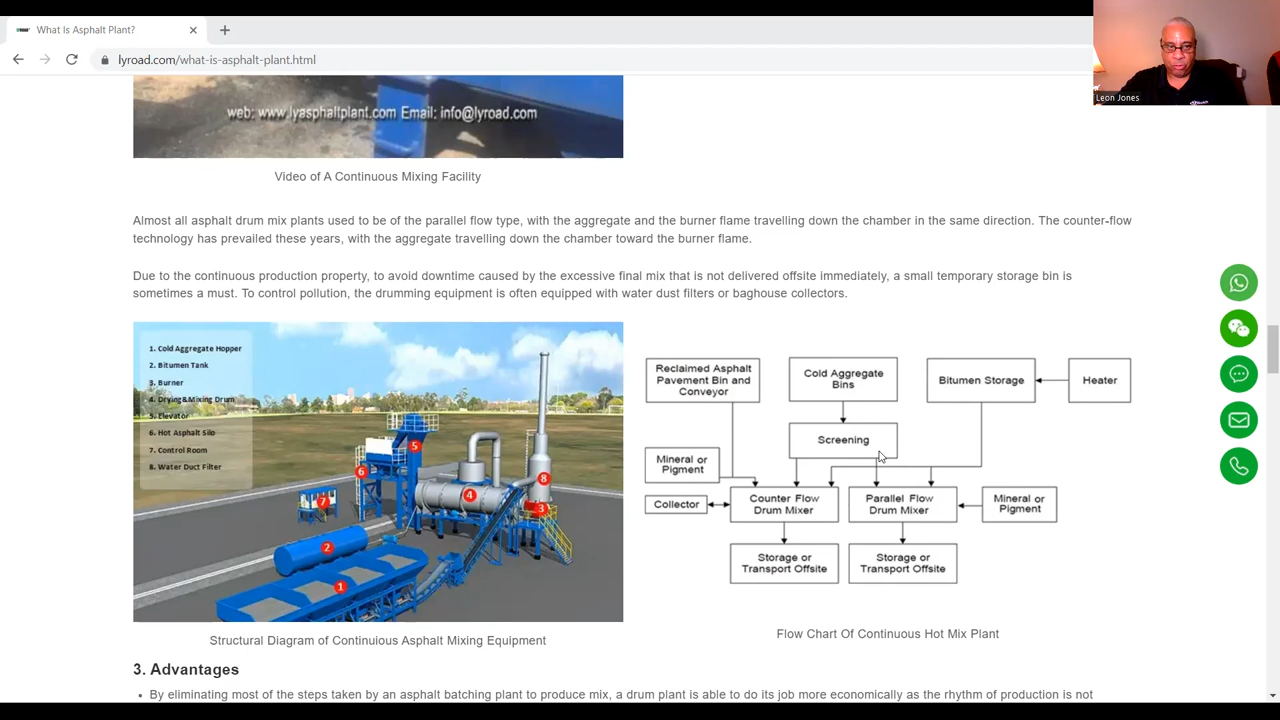 What Is Asphalt Plant?
Leon Jones
lyroad.com/what-is-asphalt-plant.html
web: www.lyasphaltplant.com Email: info@lyroad.com
Video of A Continuous Mixing Facility
Almost all asphalt drum mix plants used to be of the parallel flow type, with the aggregate and the burner flame travelling down the chamber in the same direction. The counter-flow
technology has prevailed these years, with the aggregate travelling down the chamber toward the burner flame.
Due to the continuous production property, to avoid downtime caused by the excessive final mix that is not delivered offsite immediately, a small temporary storage bin is
sometimes a must. To control pollution, the drumming equipment is often equipped with water dust filters or baghouse collectors.
1. Cold Aggregate Hopper
2. Bitumen Tank
3. Burner
4. Drying&Mixing Drum
5. Elevator
6. Hot Asphalt Silo
7. Control Room
8. Water Duct Filter
5
6
4
8
7
3
2
1
Structural Diagram of Continuious Asphalt Mixing Equipment
Reclaimed Asphalt
Pavement Bin and
Conveyor
Cold Aggregate
Bins
Bitumen Storage
Heater
Screening
Mineral or
Pigment
Collector
Counter Flow
Drum Mixer
Parallel Flow
Drum Mixer
Mineral or
Pigment
Storage or
Transport Offsite
Storage or
Transport Offsite
Flow Chart Of Continuous Hot Mix Plant
3. Advantages
• By eliminating most of the steps taken by an asphalt batching plant to produce mix, a drum plant is able to do its job more economically as the rhythm of production is not